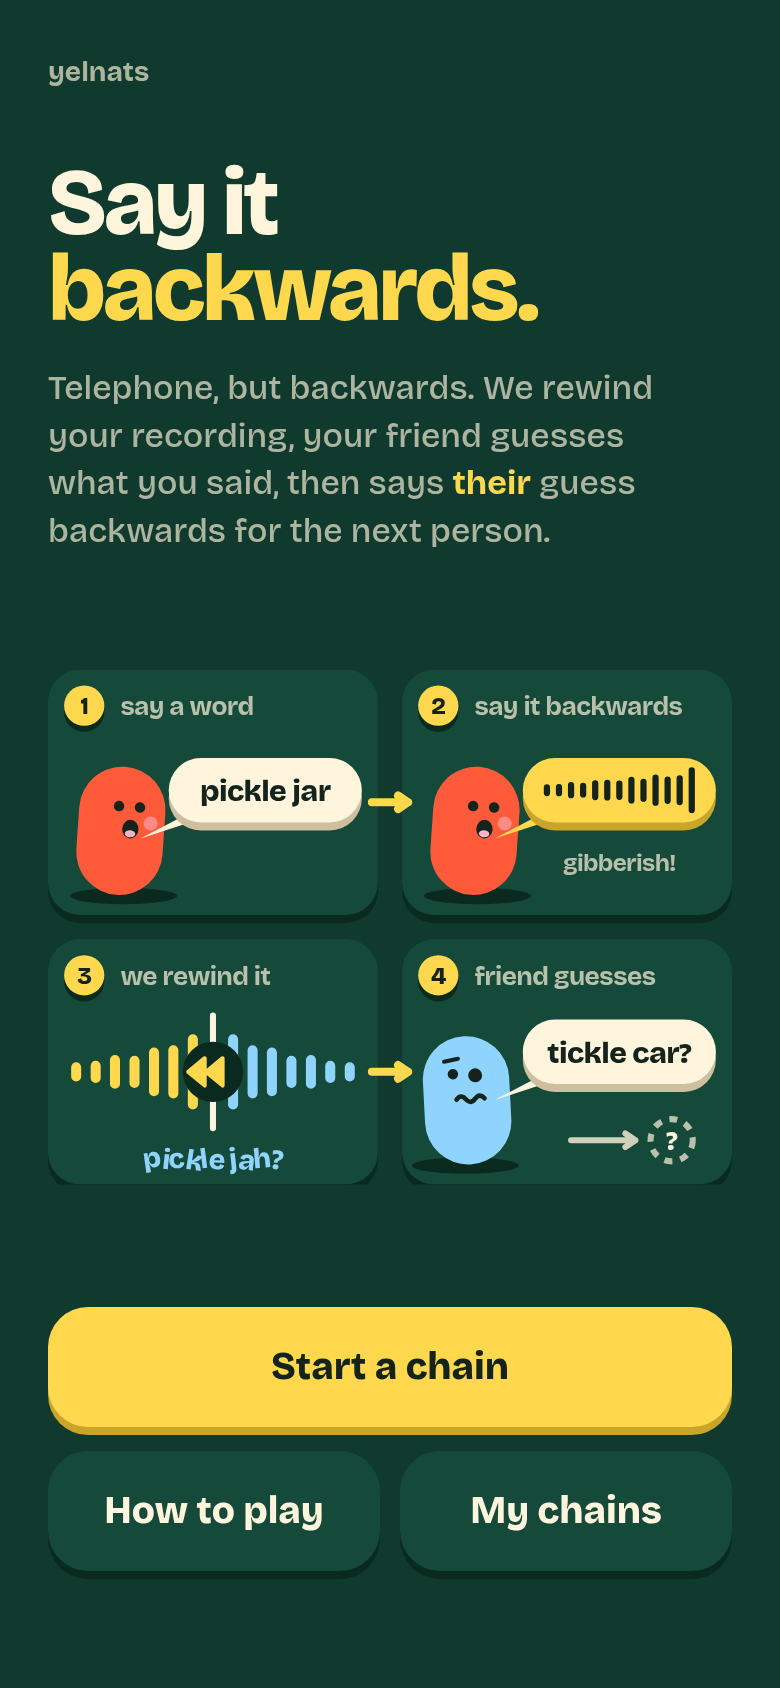 yelnats
Say it
backwards.
Telephone, but backwards. We rewind
your recording, your friend guesses
what you said, then says their guess
backwards for the next person.
1 say a word
pickle jar
2 say it backwards
gibberish!
3 we rewind it
pickle jah?
4 friend guesses
tickle car?
?
Start a chain
How to play
My chains